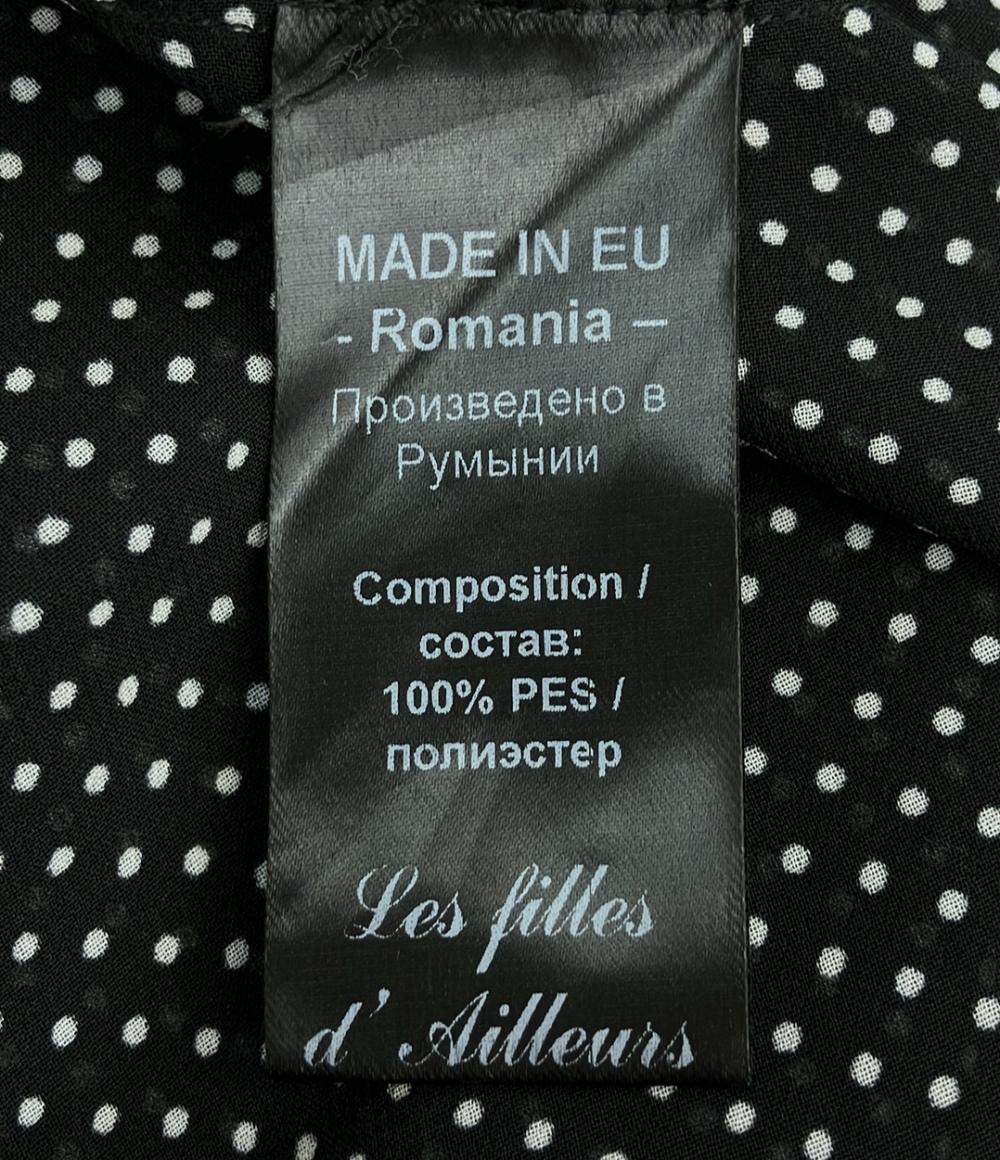 MADE IN EU
- Romania –
Произведено в
Румынии
Composition /
состав:
100% PES /
полиэстер
Les filles
d' Ailleurs